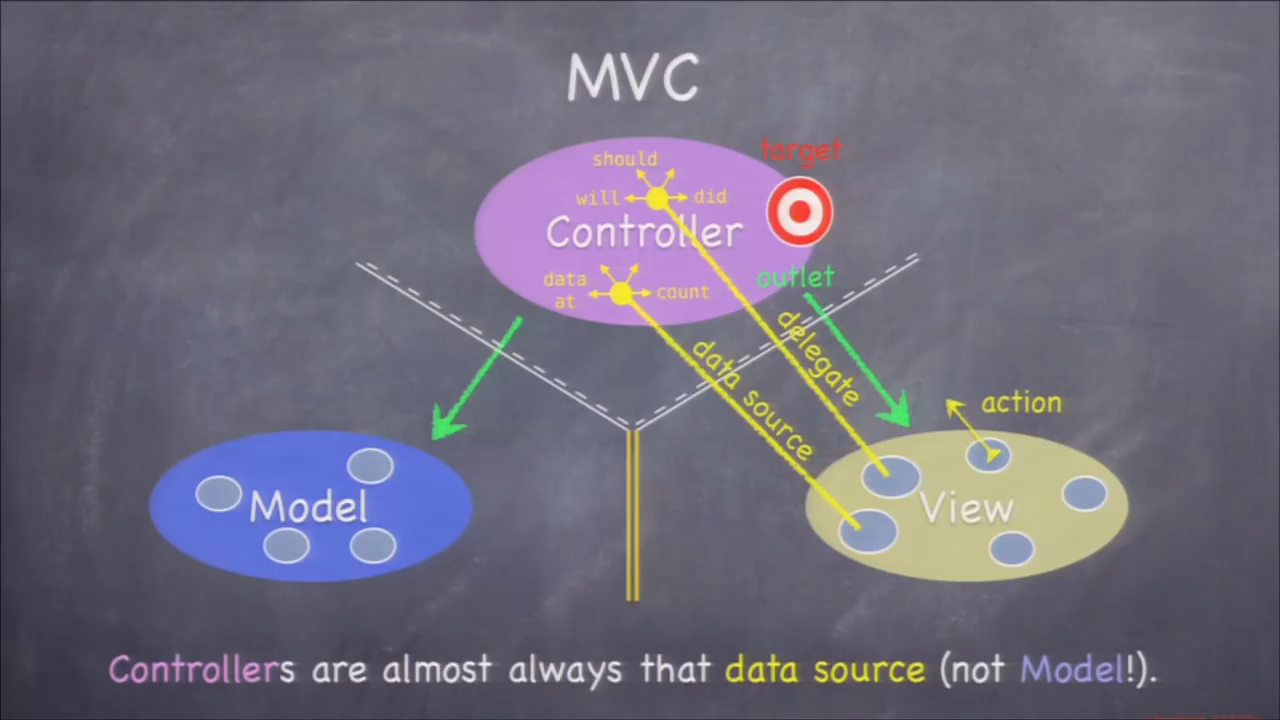 MVC
target
should
will
did
Controller
outlet
data
at
count
delegate
data source
action
Model
View
Controllers are almost always that data source (not Model!).